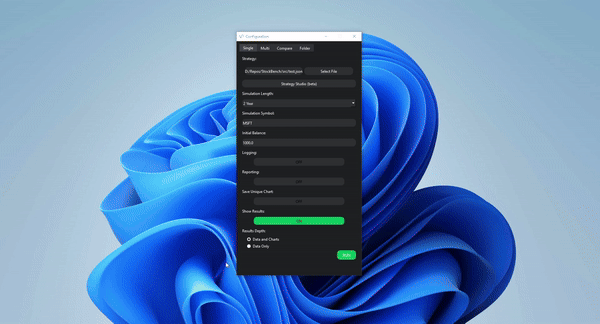 Configuration
Single Multi Compare Folder
Strategy:
D:/Repos/StockBench/src/test.json Select File
Strategy Studio (beta)
Simulation Length:
2 Year
Simulation Symbol:
MSFT
Initial Balance:
1000.0
Logging:
OFF
Reporting:
OFF
Save Unique Chart:
OFF
Show Results:
ON
Results Depth:
Data and Charts
Data Only
RUN